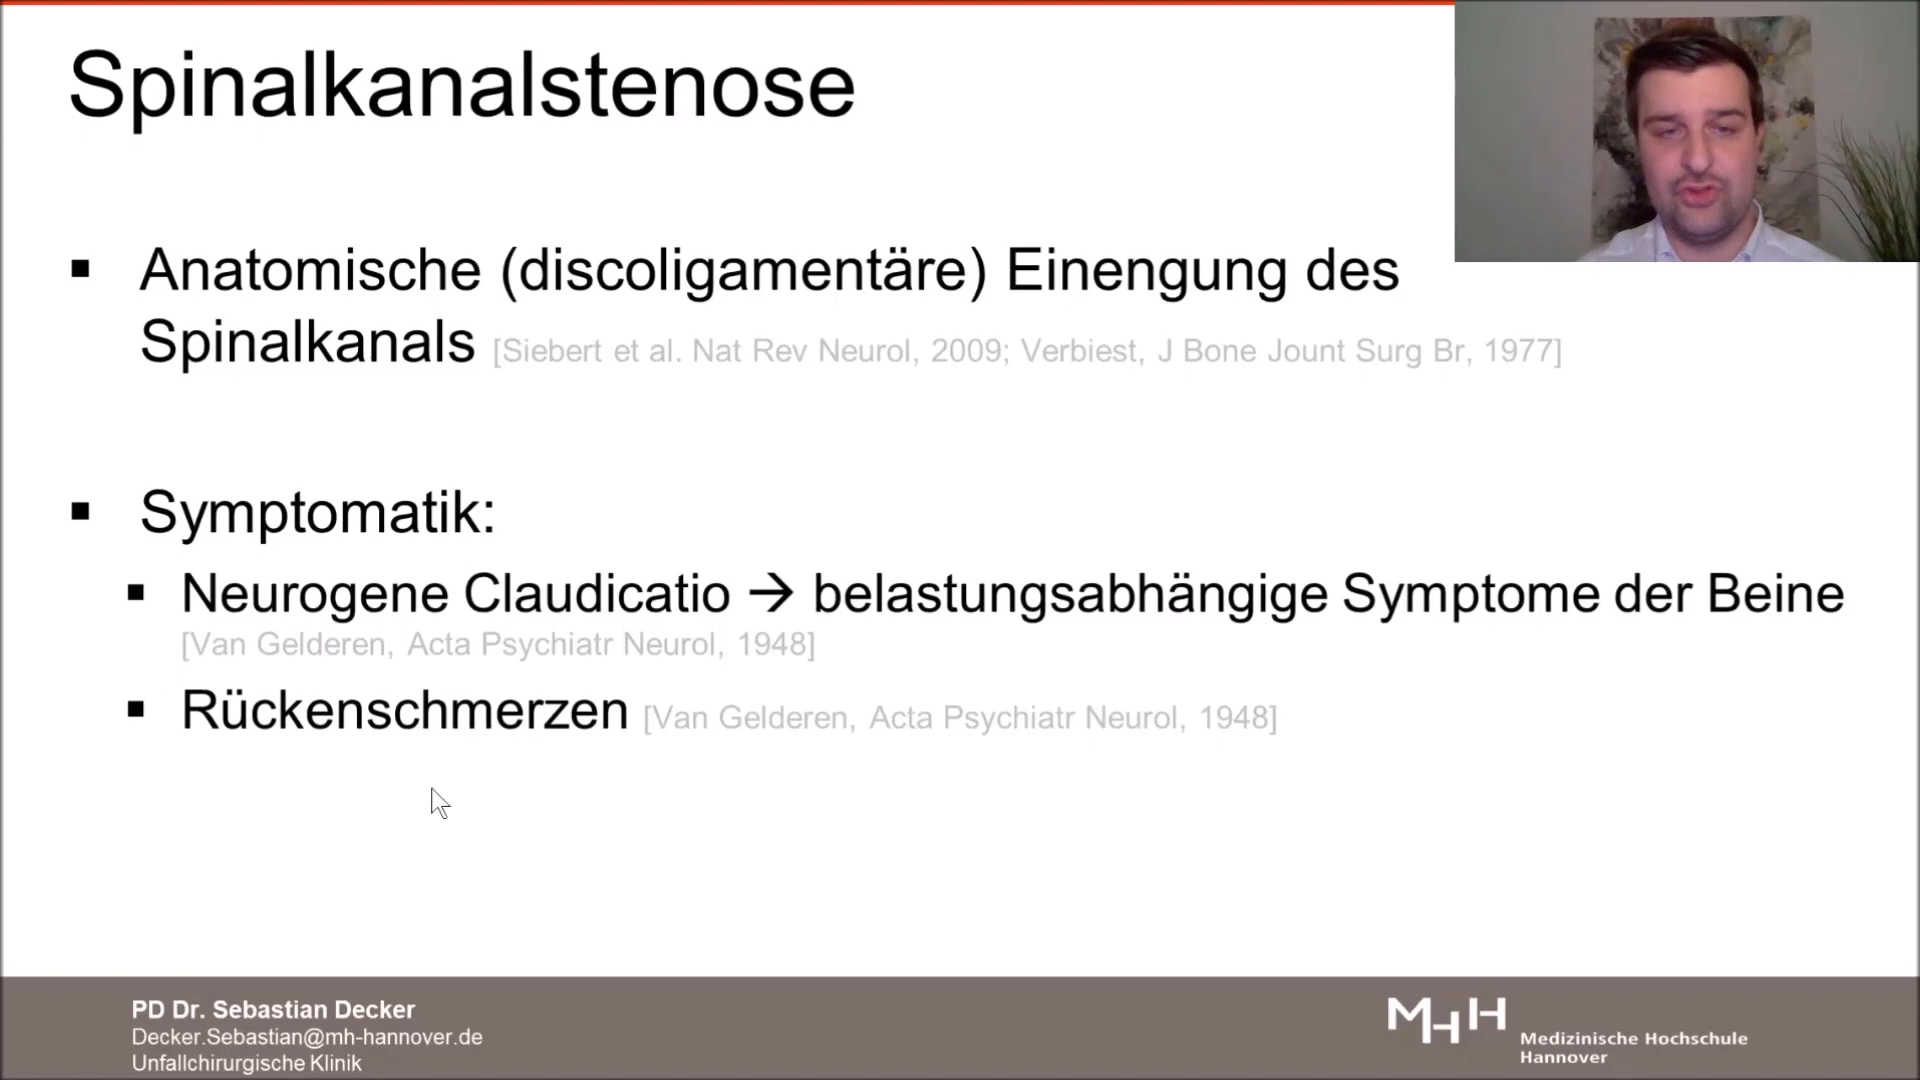 Spinalkanalstenose
▪ Anatomische (discoligamentäre) Einengung des
Spinalkanals [Siebert et al. Nat Rev Neurol, 2009; Verbiest, J Bone Jount Surg Br, 1977]
▪ Symptomatik:
▪ Neurogene Claudicatio → belastungsabhängige Symptome der Beine
[Van Gelderen, Acta Psychiatr Neurol, 1948]
▪ Rückenschmerzen [Van Gelderen, Acta Psychiatr Neurol, 1948]
PD Dr. Sebastian Decker
Decker.Sebastian@mh-hannover.de
Unfallchirurgische Klinik
MHH
Medizinische Hochschule
Hannover